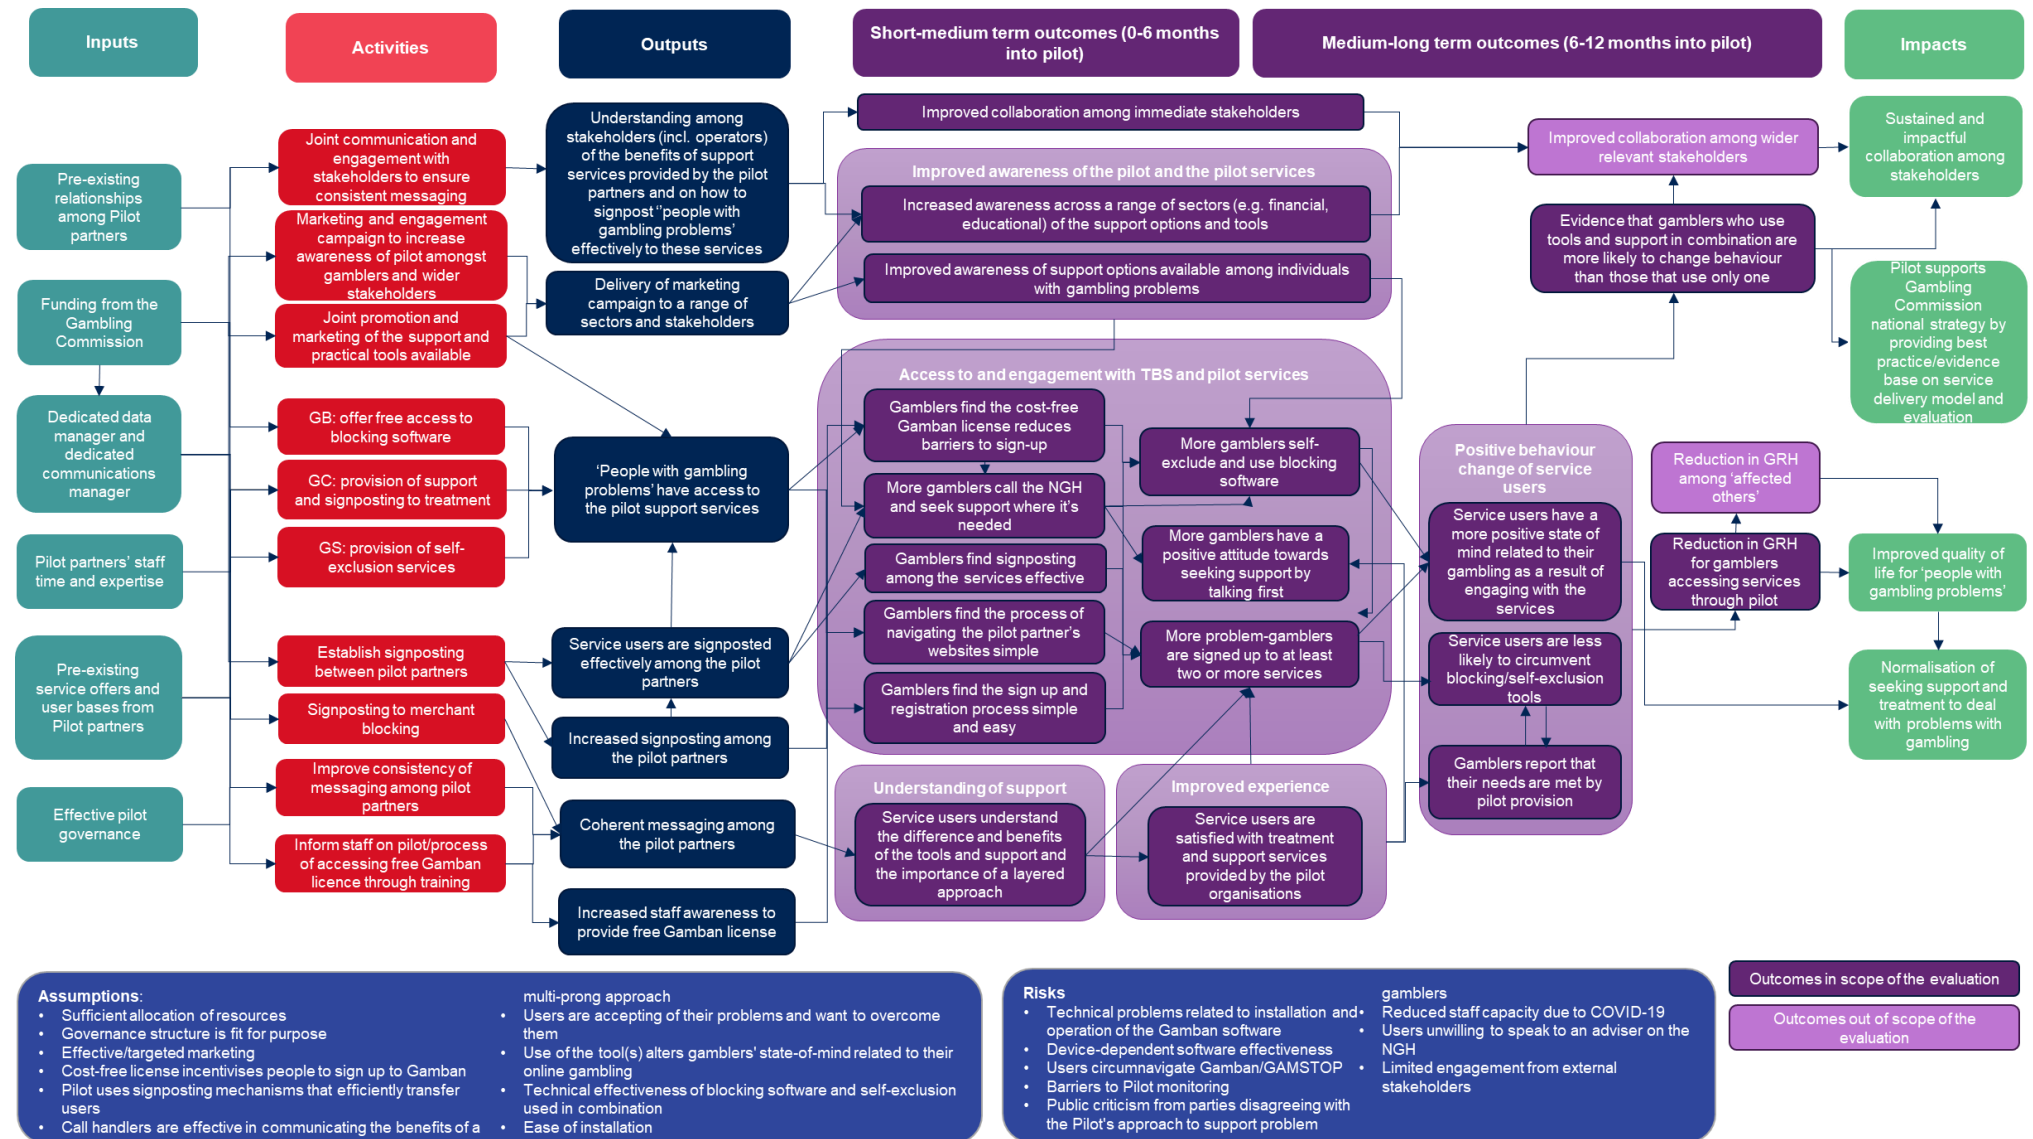 Inputs
Activities
Outputs
Short-medium term outcomes (0-6 months
into pilot)
Medium-long term outcomes (6-12 months into pilot)
Impacts
Pre-existing
relationships
among Pilot
partners
Funding from the
Gambling
Commission
Dedicated data
manager and
dedicated
communications
manager
Pilot partners' staff
time and expertise
Pre-existing
service offers and
user bases from
Pilot partners
Effective pilot
governance
Joint communication and
engagement with
stakeholders to ensure
consistent messaging
Marketing and engagement
campaign to increase
awareness of pilot amongst
gamblers and wider
stakeholders
Joint promotion and
marketing of the support and
practical tools available
GB: offer free access to
blocking software
GC: provision of support
and signposting to treatment
GS: provision of self-
exclusion services
Establish signposting
between pilot partners
Signposting to merchant
blocking
Improve consistency of
messaging among pilot
partners
Inform staff on pilot/process
of accessing free Gamban
licence through training
Understanding among
stakeholders (incl. operators)
of the benefits of support
services provided by the pilot
partners and on how to
signpost ''people with
gambling problems'
effectively to these services
Delivery of marketing
campaign to a range of
sectors and stakeholders
'People with gambling
problems' have access to
the pilot support services
Service users are signposted
effectively among the pilot
partners
Increased signposting among
the pilot partners
Coherent messaging among
the pilot partners
Increased staff awareness to
provide free Gamban license
Improved collaboration among immediate stakeholders
Improved awareness of the pilot and the pilot services
Increased awareness across a range of sectors (e.g. financial,
educational) of the support options and tools
Improved awareness of support options available among individuals
with gambling problems
Access to and engagement with TBS and pilot services
Gamblers find the cost-free
Gamban license reduces
barriers to sign-up
More gamblers call the NGH
and seek support where it's
needed
Gamblers find signposting
among the services effective
Gamblers find the process of
navigating the pilot partner's
websites simple
Gamblers find the sign up and
registration process simple
and easy
More gamblers self-
exclude and use blocking
software
More gamblers have a
positive attitude towards
seeking support by
talking first
More problem-gamblers
are signed up to at least
two or more services
Understanding of support
Service users understand
the difference and benefits
of the tools and support and
the importance of a layered
approach
Improved experience
Service users are
satisfied with treatment
and support services
provided by the pilot
organisations
Positive behaviour
change of service
users
Service users have a
more positive state of
mind related to their
gambling as a result of
engaging with the
services
Service users are less
likely to circumvent
blocking/self-exclusion
tools
Gamblers report that
their needs are met by
pilot provision
Improved collaboration among wider
relevant stakeholders
Evidence that gamblers who use
tools and support in combination are
more likely to change behaviour
than those that use only one
Reduction in GRH
among 'affected
others'
Reduction in GRH
for gamblers
accessing services
through pilot
Sustained and
impactful
collaboration among
stakeholders
Pilot supports
Gambling
Commission
national strategy by
providing best
practice/evidence
base on service
delivery model and
evaluation
Improved quality of
life for 'people with
gambling problems'
Normalisation of
seeking support and
treatment to deal
with problems with
gambling
Assumptions:
• Sufficient allocation of resources
• Governance structure is fit for purpose
• Effective/targeted marketing
• Cost-free license incentivises people to sign up to Gamban
• Pilot uses signposting mechanisms that efficiently transfer
users
• Call handlers are effective in communicating the benefits of a
multi-prong approach
• Users are accepting of their problems and want to overcome
them
• Use of the tool(s) alters gamblers' state-of-mind related to their
online gambling
• Technical effectiveness of blocking software and self-exclusion
used in combination
• Ease of installation
Risks
• Technical problems related to installation and
operation of the Gamban software
• Device-dependent software effectiveness
• Users circumnavigate Gamban/GAMSTOP
• Barriers to Pilot monitoring
• Public criticism from parties disagreeing with
the Pilot's approach to support problem
gamblers
• Reduced staff capacity due to COVID-19
• Users unwilling to speak to an adviser on the
NGH
• Limited engagement from external
stakeholders
Outcomes in scope of the evaluation
Outcomes out of scope of the
evaluation